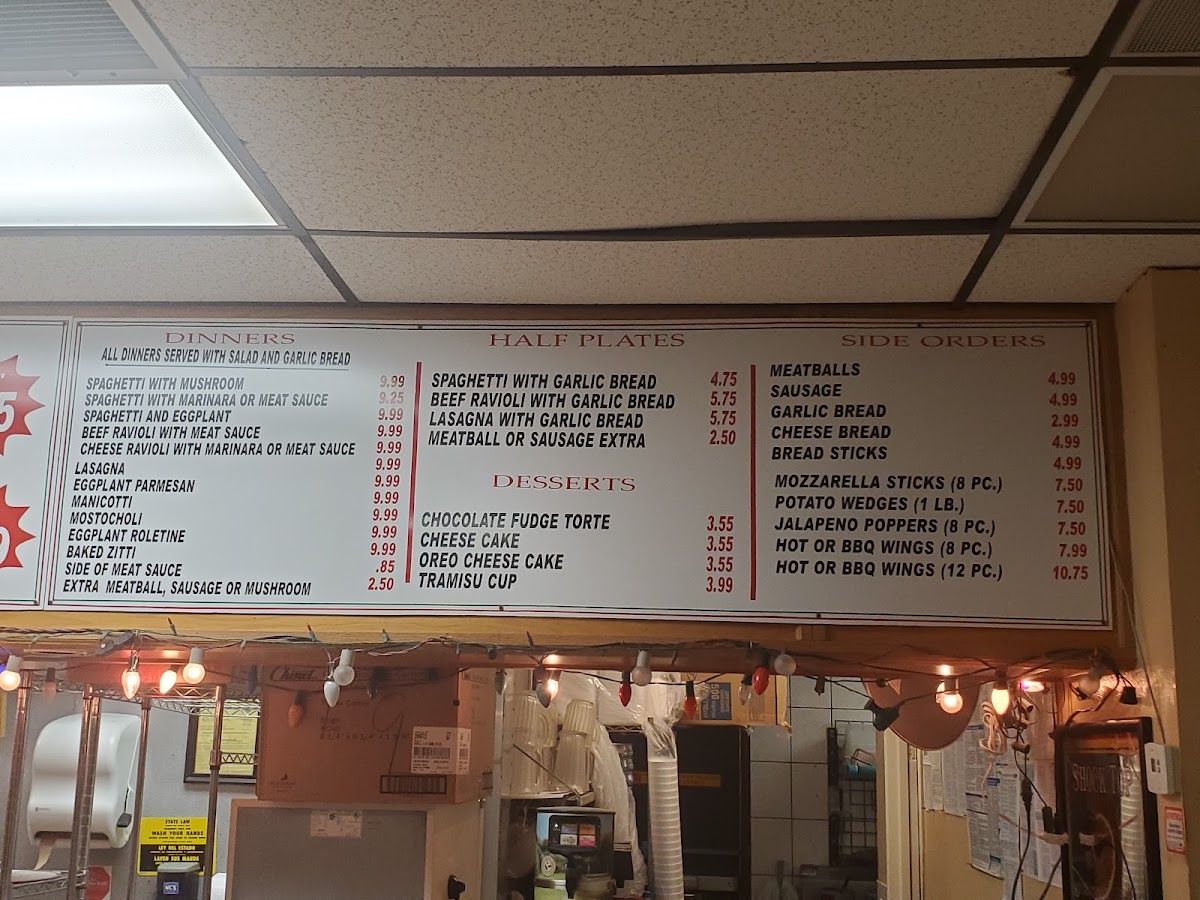 DINNERS
ALL DINNERS SERVED WITH SALAD AND GARLIC BREAD
SPAGHETTI WITH MUSHROOM 9.99
SPAGHETTI WITH MARINARA OR MEAT SAUCE 9.25
SPAGHETTI AND EGGPLANT 9.99
BEEF RAVIOLI WITH MEAT SAUCE 9.99
CHEESE RAVIOLI WITH MARINARA OR MEAT SAUCE 9.99
LASAGNA 9.99
EGGPLANT PARMESAN 9.99
MANICOTTI 9.99
MOSTOCHOLI 9.99
EGGPLANT ROLETINE 9.99
BAKED ZITTI 9.99
SIDE OF MEAT SAUCE .85
EXTRA MEATBALL, SAUSAGE OR MUSHROOM 2.50
HALF PLATES
SPAGHETTI WITH GARLIC BREAD 4.75
BEEF RAVIOLI WITH GARLIC BREAD 5.75
LASAGNA WITH GARLIC BREAD 5.75
MEATBALL OR SAUSAGE EXTRA 2.50
DESSERTS
CHOCOLATE FUDGE TORTE 3.55
CHEESE CAKE 3.55
OREO CHEESE CAKE 3.55
TRAMISU CUP 3.99
SIDE ORDERS
MEATBALLS 4.99
SAUSAGE 4.99
GARLIC BREAD 2.99
CHEESE BREAD 4.99
BREAD STICKS 4.99
MOZZARELLA STICKS (8 PC.) 7.50
POTATO WEDGES (1 LB.) 7.50
JALAPENO POPPERS (8 PC.) 7.50
HOT OR BBQ WINGS (8 PC.) 7.99
HOT OR BBQ WINGS (12 PC.) 10.75
Chinet
STATE LAW
WASH YOUR HANDS
LEY DEL ESTADO
LAVEN SUS MANOS
NCS
SHOCK TOP